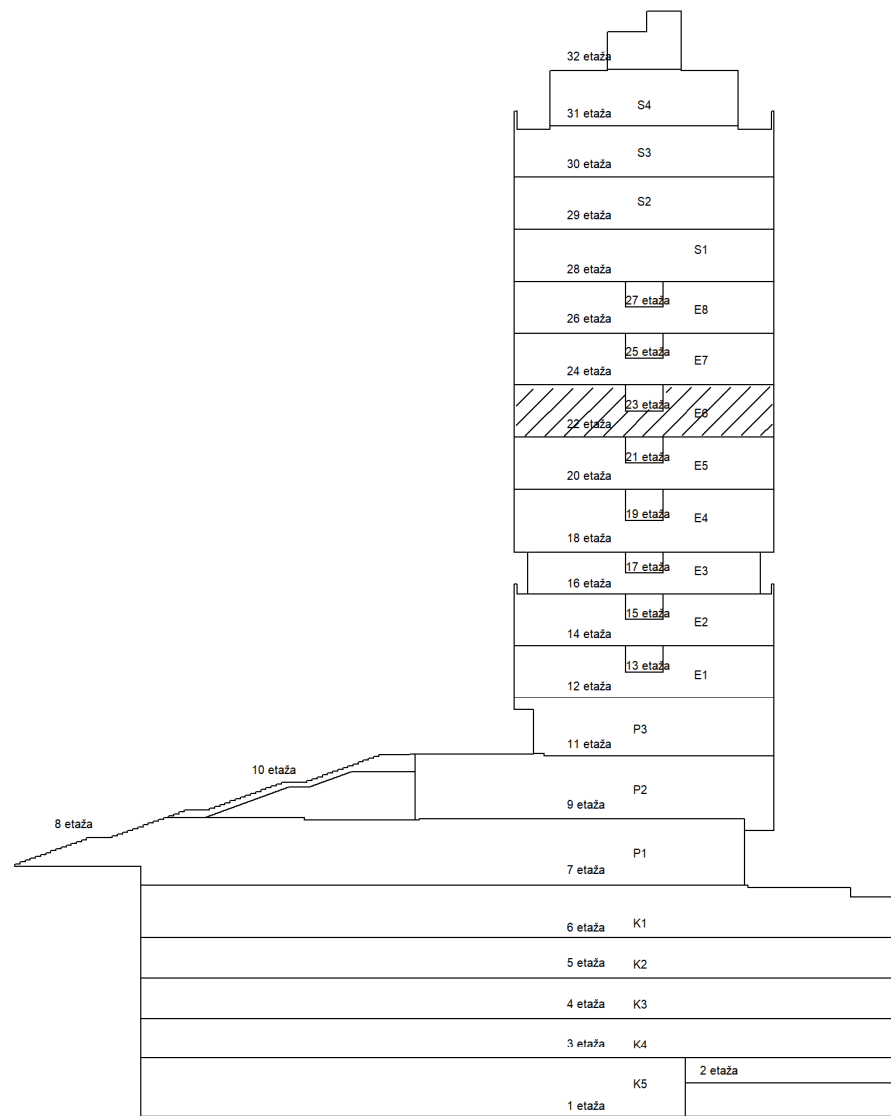 32 etaža
S4
31 etaža
S3
30 etaža
S2
29 etaža
S1
28 etaža
27 etaža
E8
26 etaža
25 etaža
E7
24 etaža
23 etaža
E6
22 etaža
21 etaža
E5
20 etaža
19 etaža
E4
18 etaža
17 etaža
E3
16 etaža
15 etaža
E2
14 etaža
13 etaža
E1
12 etaža
P3
11 etaža
10 etaža
P2
9 etaža
8 etaža
P1
7 etaža
K1
6 etaža
5 etaža
K2
4 etaža
K3
3 etaža
K4
2 etaža
K5
1 etaža